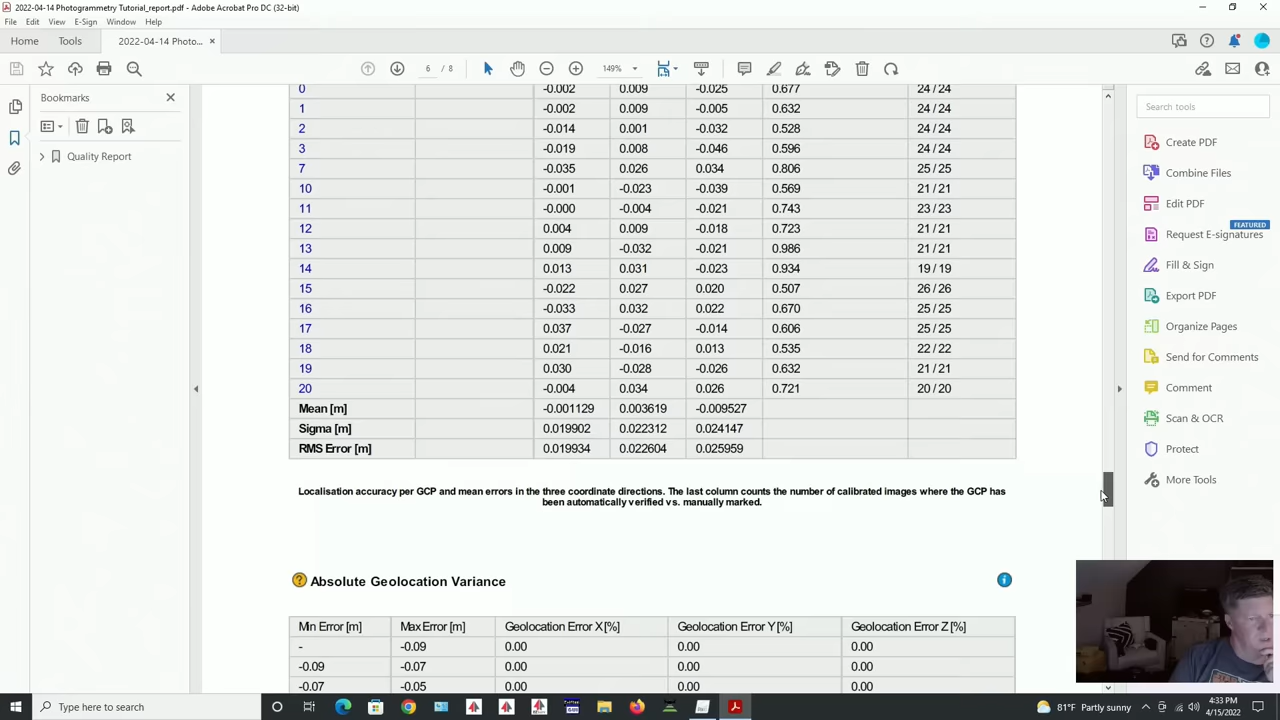 2022-04-14 Photogrammetry Tutorial_report.pdf - Adobe Acrobat Pro DC (32-bit)
File Edit View E-Sign Window Help
Home Tools 2022-04-14 Photo... ×
6 / 8 149%
Bookmarks
Quality Report
0 -0.002 0.009 -0.025 0.677 24 / 24
1 -0.002 0.009 -0.005 0.632 24 / 24
2 -0.014 0.001 -0.032 0.528 24 / 24
3 -0.019 0.008 -0.046 0.596 24 / 24
7 -0.035 0.026 0.034 0.806 25 / 25
10 -0.001 -0.023 -0.039 0.569 21 / 21
11 -0.000 -0.004 -0.021 0.743 23 / 23
12 0.004 0.009 -0.018 0.723 21 / 21
13 0.009 -0.032 -0.021 0.986 21 / 21
14 0.013 0.031 -0.023 0.934 19 / 19
15 -0.022 0.027 0.020 0.507 26 / 26
16 -0.033 0.032 0.022 0.670 25 / 25
17 0.037 -0.027 -0.014 0.606 25 / 25
18 0.021 -0.016 0.013 0.535 22 / 22
19 0.030 -0.028 -0.026 0.632 21 / 21
20 -0.004 0.034 0.026 0.721 20 / 20
Mean [m] -0.001129 0.003619 -0.009527
Sigma [m] 0.019902 0.022312 0.024147
RMS Error [m] 0.019934 0.022604 0.025959
Localisation accuracy per GCP and mean errors in the three coordinate directions. The last column counts the number of calibrated images where the GCP has
been automatically verified vs. manually marked.
Absolute Geolocation Variance
Min Error [m] Max Error [m] Geolocation Error X [%] Geolocation Error Y [%] Geolocation Error Z [%]
- -0.09 0.00 0.00 0.00
-0.09 -0.07 0.00 0.00 0.00
-0.07 -0.05 0.00 0.00 0.00
Search tools
Create PDF
Combine Files
Edit PDF
FEATURED
Request E-signatures
Fill & Sign
Export PDF
Organize Pages
Send for Comments
Comment
Scan & OCR
Protect
More Tools
Type here to search
81°F Partly sunny
4:33 PM
4/15/2022